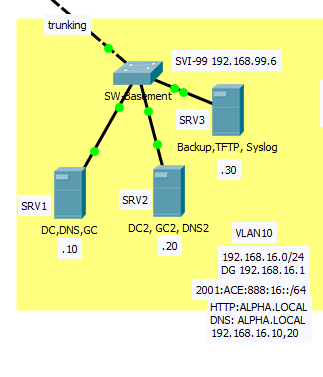 trunking
SVI-99 192.168.99.6
SW-Basement
SRV3
Backup,TFTP, Syslog
.30
SRV1
DC,DNS,GC
.10
SRV2
DC2, GC2, DNS2
.20
VLAN10
192.168.16.0/24
DG 192.168.16.1
2001:ACE:888:16::/64
HTTP:ALPHA.LOCAL
DNS: ALPHA.LOCAL
192.168.16.10,20